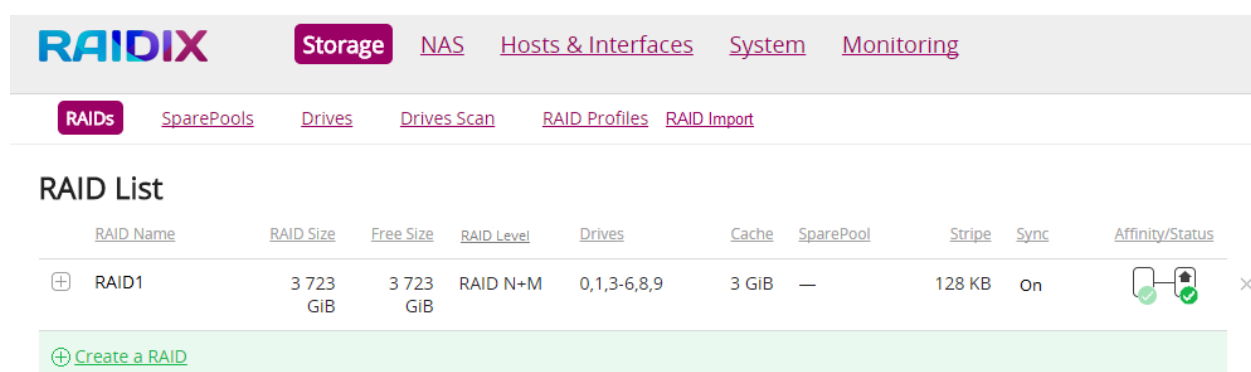 RAIDIX Storage NAS Hosts & Interfaces System Monitoring
RAIDs SparePools Drives Drives Scan RAID Profiles RAID Import
RAID List
RAID Name RAID Size Free Size RAID Level Drives Cache SparePool Stripe Sync Affinity/Status
RAID1 3 723 3 723 RAID N+M 0,1,3-6,8,9 3 GiB — 128 KB On
GiB GiB
Create a RAID